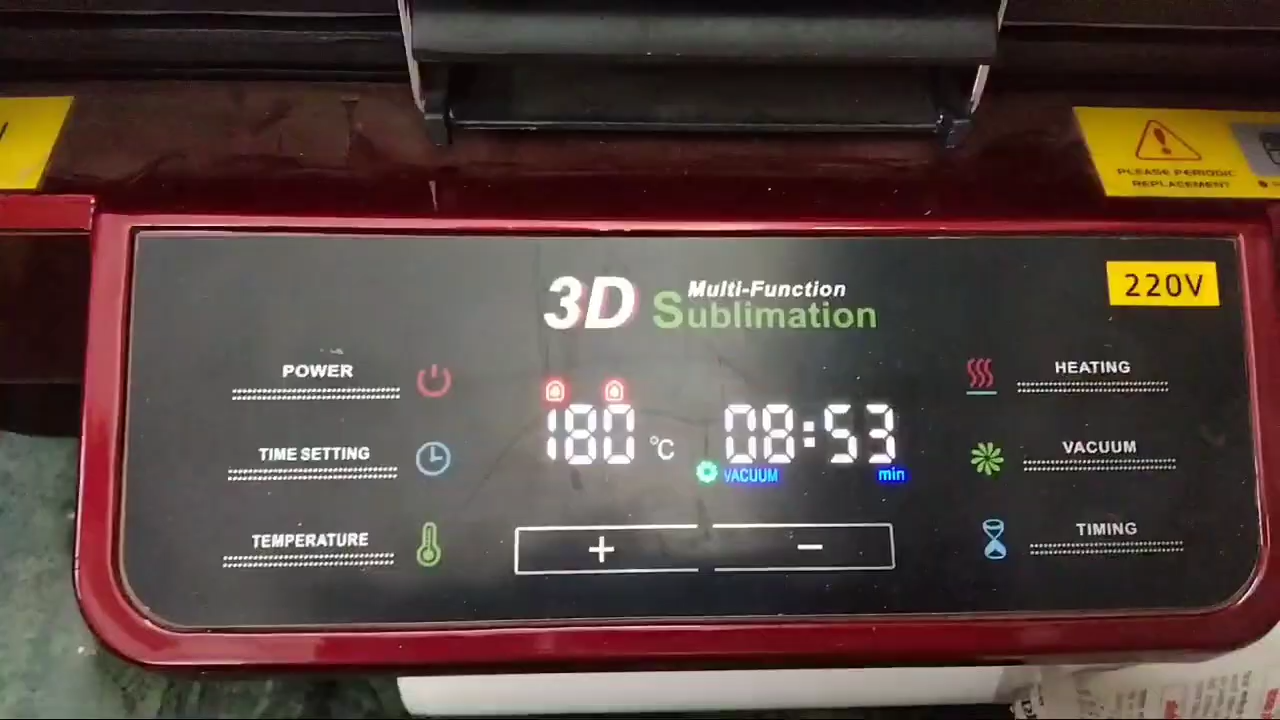 PLEASE PERIODIC
REPLACEMENT
220V
3D Multi-Function
Sublimation
POWER
HEATING
180 °C 08:53
TIME SETTING
VACUUM
VACUUM min
TEMPERATURE
+ −
TIMING